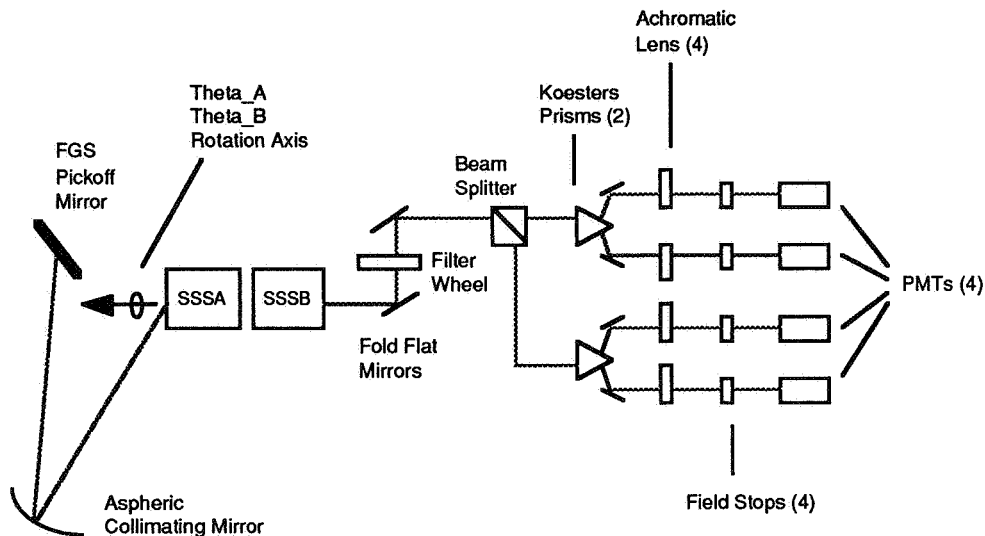 Achromatic
Lens (4)
Theta_A
Theta_B
Rotation Axis
Koesters
Prisms (2)
FGS
Pickoff
Mirror
Beam
Splitter
SSSA
SSSB
Filter
Wheel
PMTs (4)
Fold Flat
Mirrors
Aspheric
Collimating Mirror
Field Stops (4)